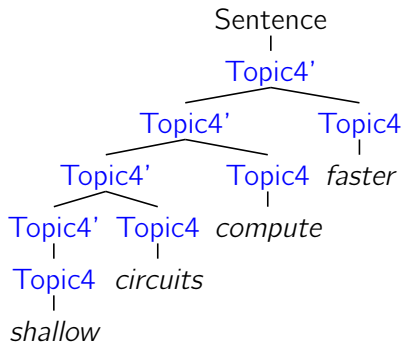 Sentence
Topic4'
Topic4' Topic4
Topic4' Topic4 faster
Topic4' Topic4 compute
Topic4 circuits
shallow